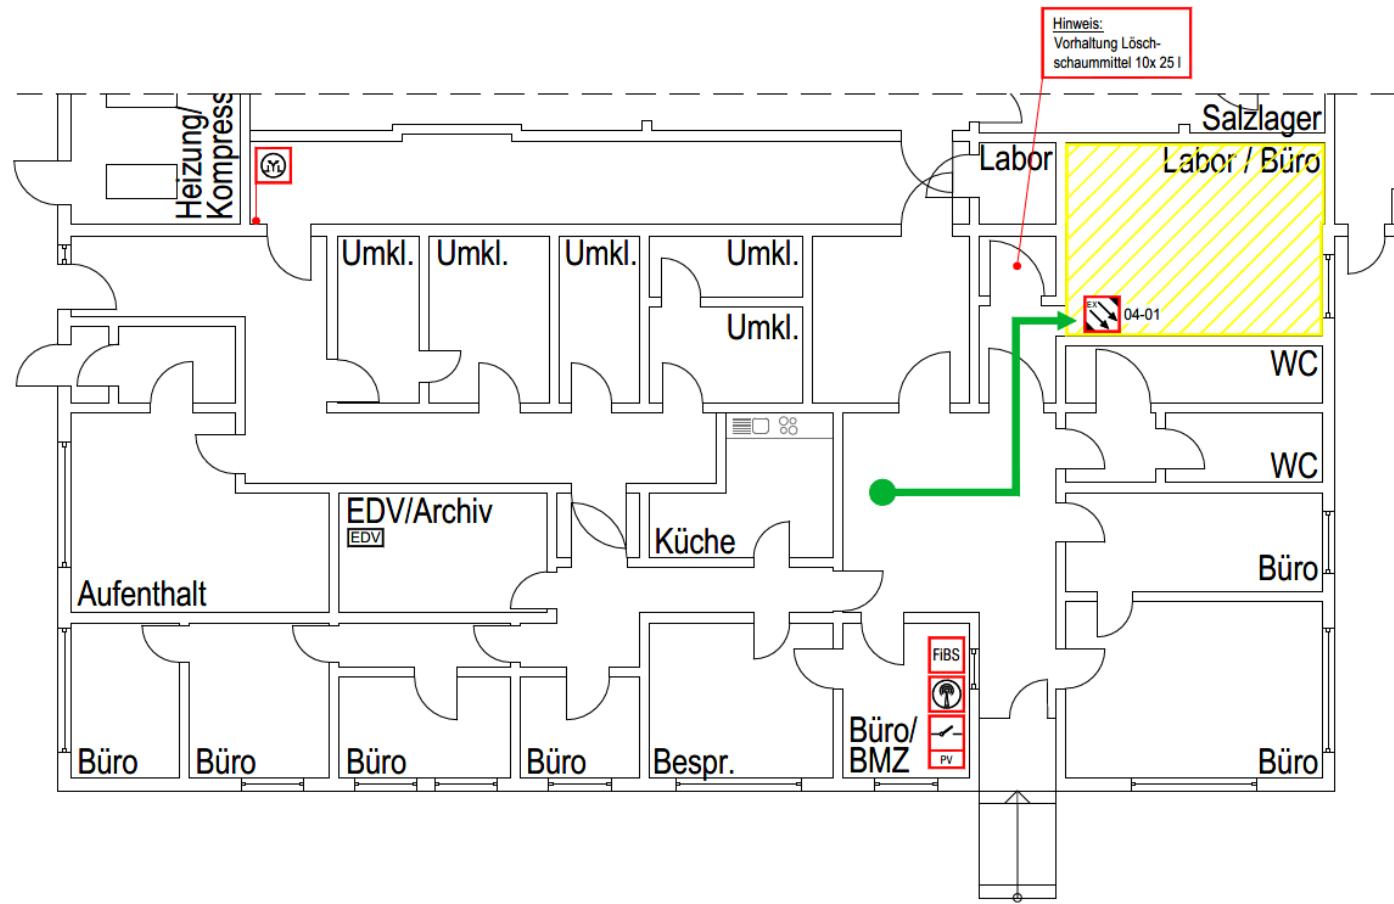 Hinweis:
Vorhaltung Lösch-
schaummittel 10x 25 l
Heizung/
Kompress
Salzlager
Labor
Labor / Büro
Umkl.
Umkl.
Umkl.
Umkl.
Umkl.
EX
04-01
WC
WC
EDV/Archiv
EDV
Küche
Aufenthalt
Büro
FiBS
Büro
Büro
Büro
Büro
Bespr.
Büro/
BMZ
PV
Büro